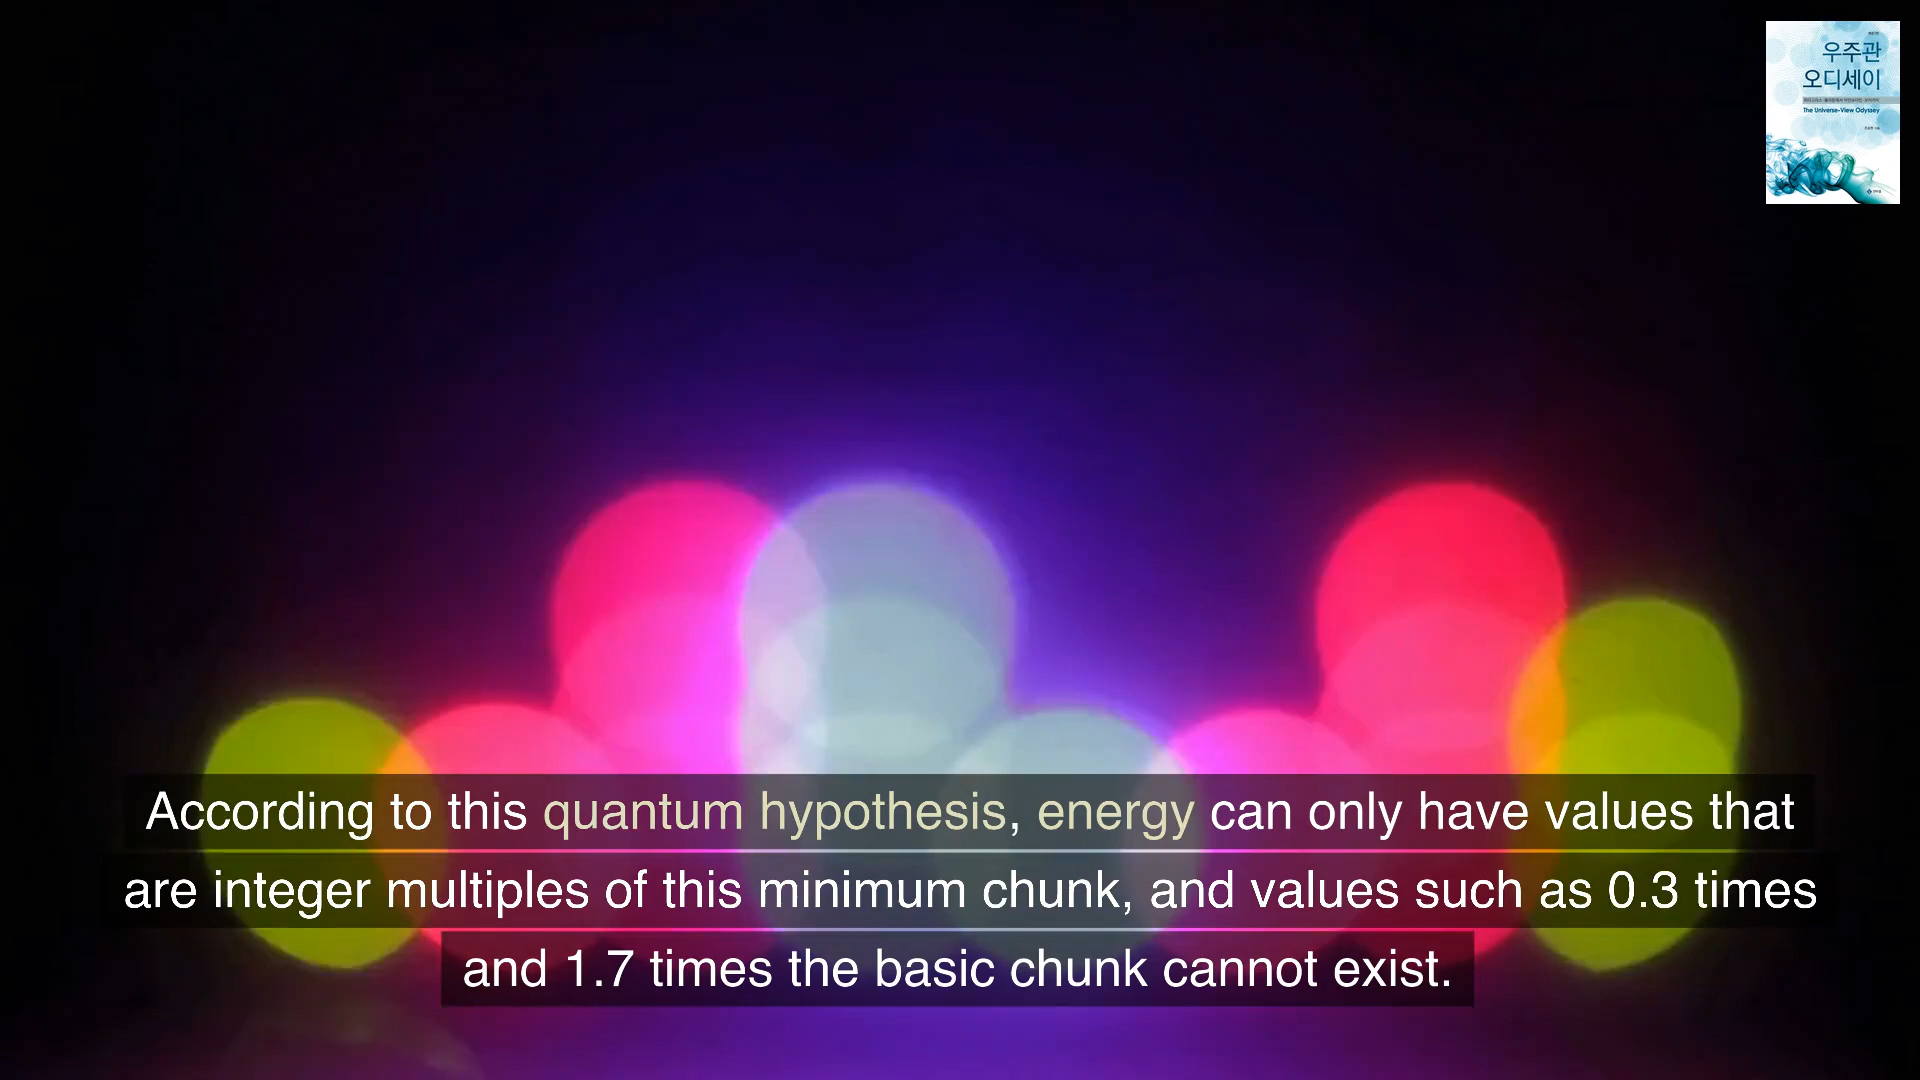 우주관
오디세이
The Universe-View Odyssey
According to this quantum hypothesis, energy can only have values that
are integer multiples of this minimum chunk, and values such as 0.3 times
and 1.7 times the basic chunk cannot exist.